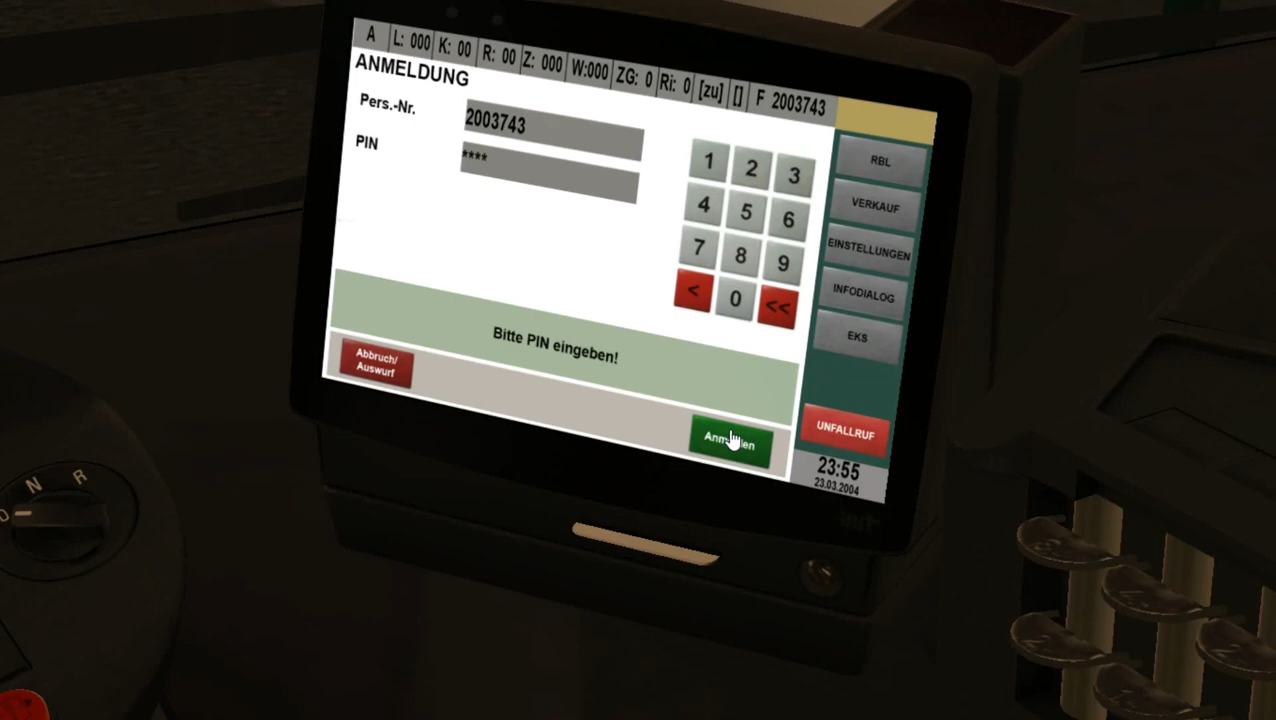 A L: 000 K: 00 R: 00 Z: 000 W:000 ZG: 0 Ri: 0 [zu] [] F 2003743
ANMELDUNG
Pers.-Nr. 2003743
PIN ****
1 2 3
4 5 6
7 8 9
< 0 <<
Bitte PIN eingeben!
Abbruch/
Auswurf
Anmelden
RBL
VERKAUF
EINSTELLUNGEN
INFODIALOG
EKS
UNFALLRUF
23:55
23.03.2004
N R